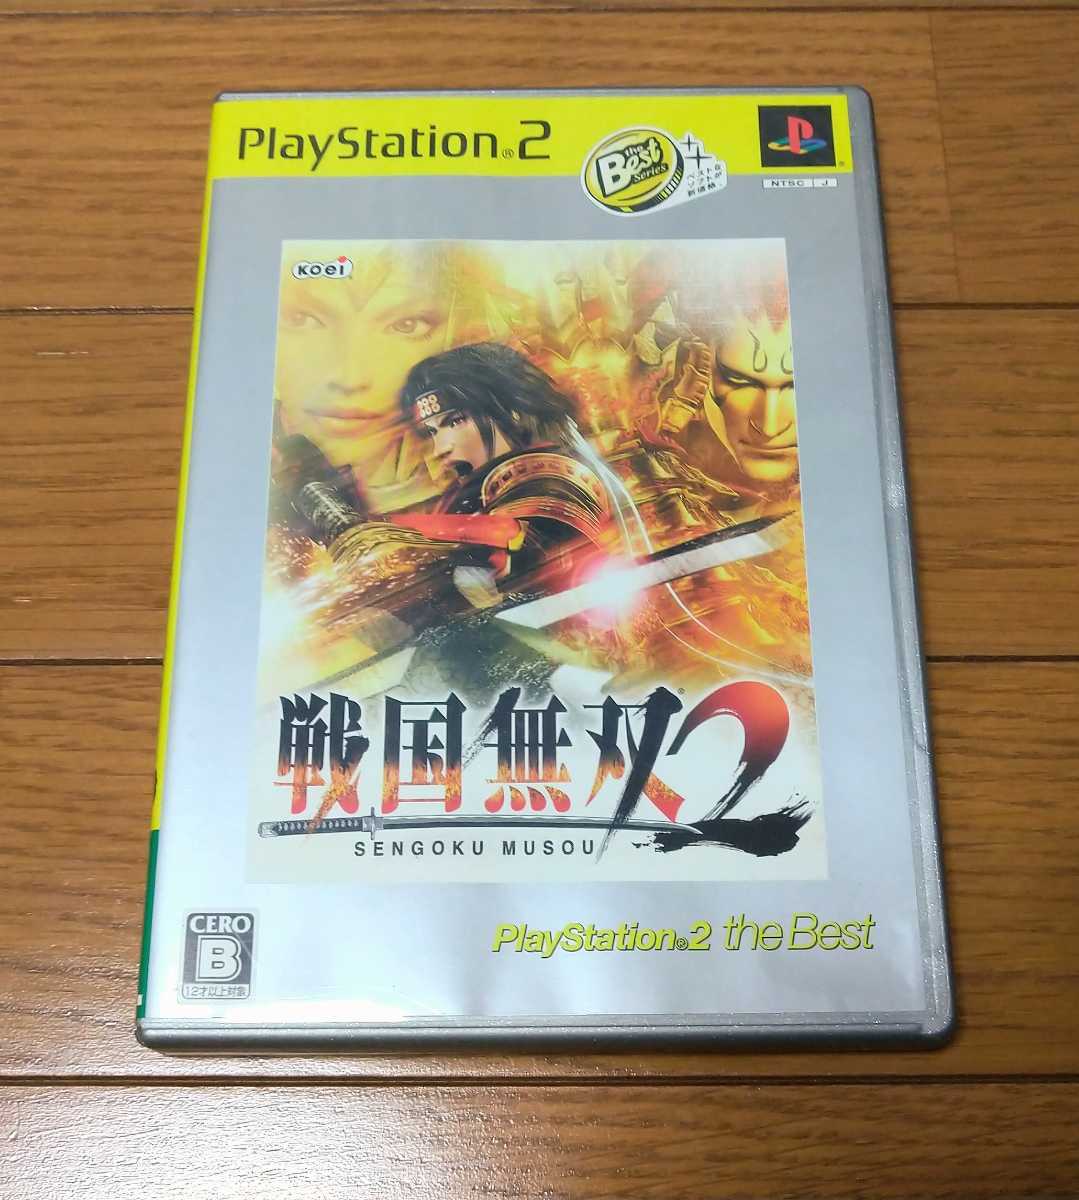 PlayStation®2
the
Best
Series
ベストな
ソフトが
新価格。
NTSC J
KOEI
戦国無双2
SENGOKU MUSOU
CERO
B
12才以上対象
PlayStation®2 the Best